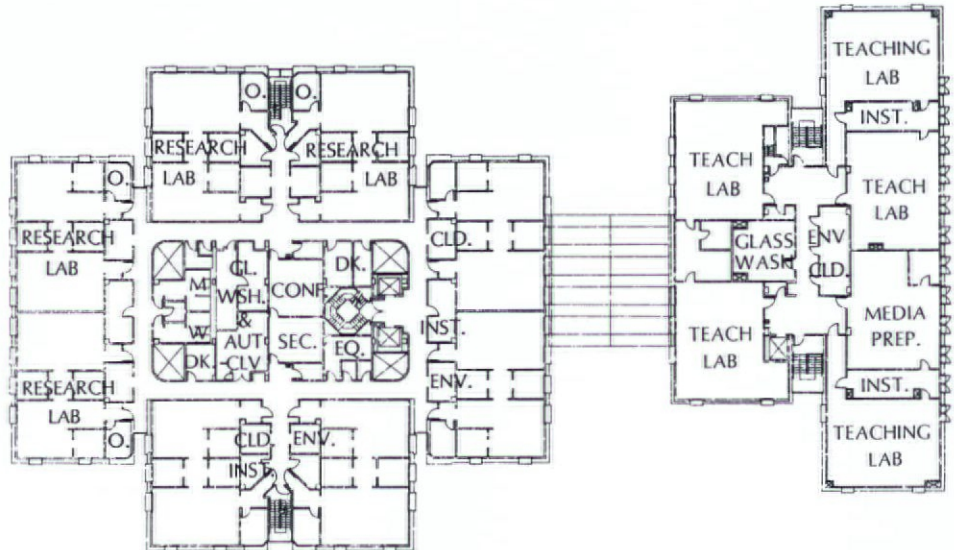 O.
O.
RESEARCH
LAB
RESEARCH
LAB
O.
RESEARCH
LAB
CLD.
GL.
WSH.
&
AUT
CLV
M
W
DK.
CONF
SEC.
DK.
EQ.
INST.
ENV.
RESEARCH
LAB
O.
CLD.
ENV.
INST.
TEACHING
LAB
INST.
TEACH
LAB
TEACH
LAB
GLASS
WASH
ENV
CLD.
TEACH
LAB
MEDIA
PREP.
INST.
TEACHING
LAB